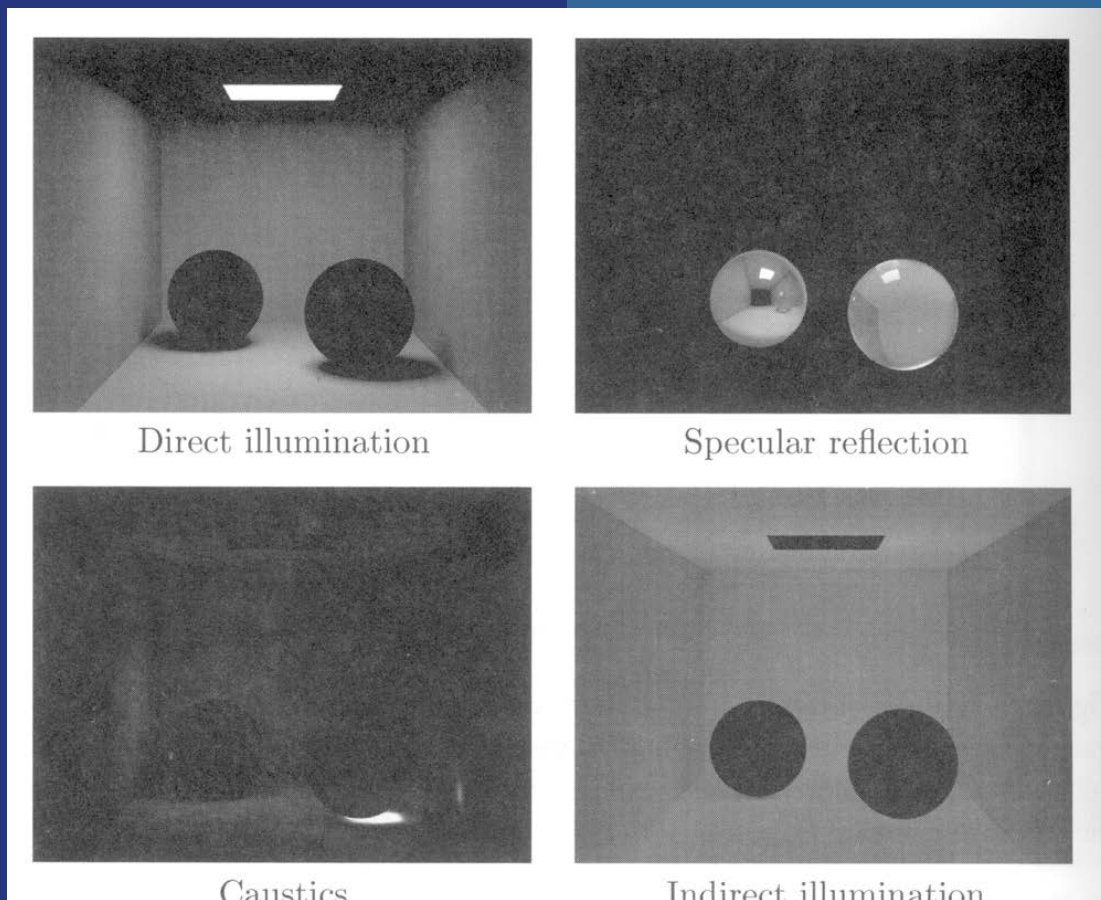 Direct illumination
Specular reflection
Caustics
Indirect illumination